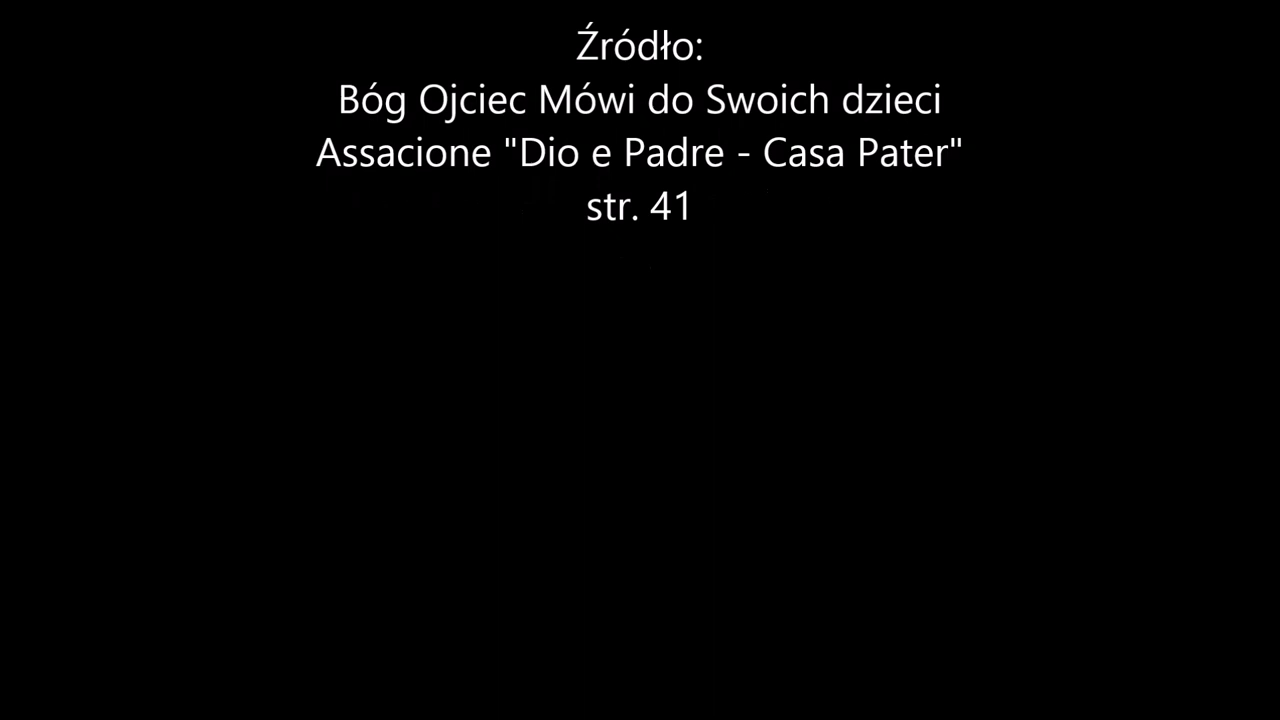 Źródło:
Bóg Ojciec Mówi do Swoich dzieci
Assacione "Dio e Padre - Casa Pater"
str. 41